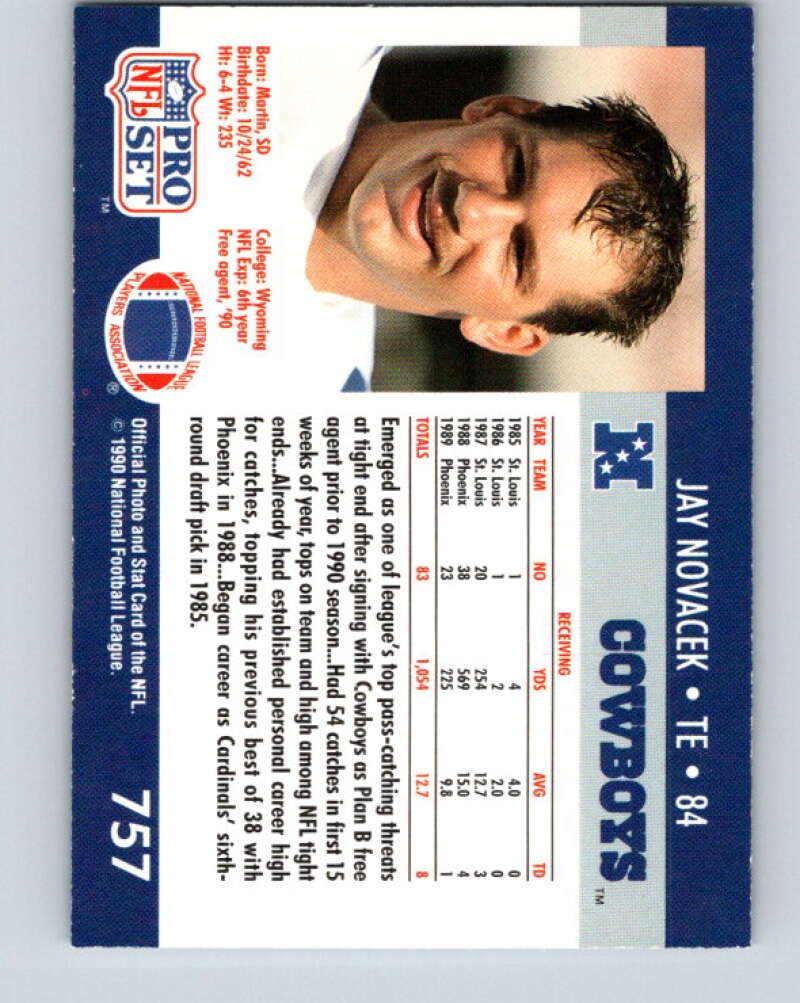 JAY NOVACEK • TE • 84
N COWBOYS TM
RECEIVING
YEAR TEAM NO YDS AVG TD
1985 St. Louis 1 4 4.0 0
1986 St. Louis 1 2 2.0 0
1987 St. Louis 20 254 12.7 3
1988 Phoenix 38 569 15.0 4
1989 Phoenix 23 225 9.8 1
TOTALS 83 1,054 12.7 8
Emerged as one of league's top pass-catching threats
at tight end after signing with Cowboys as Plan B free
agent prior to 1990 season...Had 54 catches in first 15
weeks of year, tops on team and high among NFL tight
ends...Already had established personal career high
for catches, topping his previous best of 38 with
Phoenix in 1988...Began career as Cardinals' sixth-
round draft pick in 1985.
Born: Martin, SD
Birthdate: 10/24/62
Ht: 6-4 Wt: 235
College: Wyoming
NFL Exp: 6th year
Free agent, '90
NFL PRO SET TM
NATIONAL FOOTBALL LEAGUE
PLAYERS ASSOCIATION ®
Official Photo and Stat Card of the NFL.
© 1990 National Football League.
757